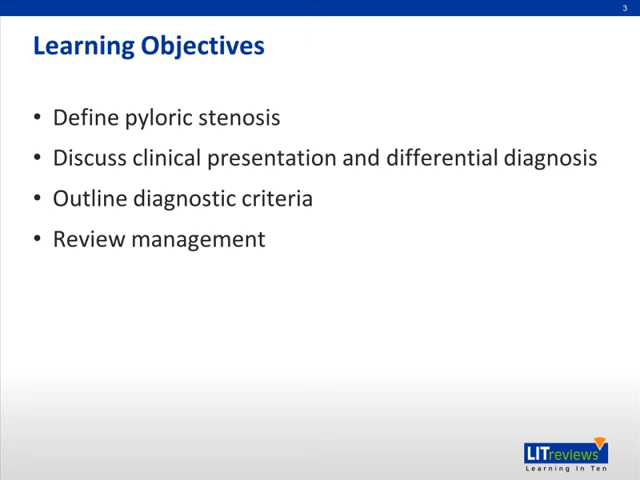 3
Learning Objectives
• Define pyloric stenosis
• Discuss clinical presentation and differential diagnosis
• Outline diagnostic criteria
• Review management
LITreviews
Learning In Ten